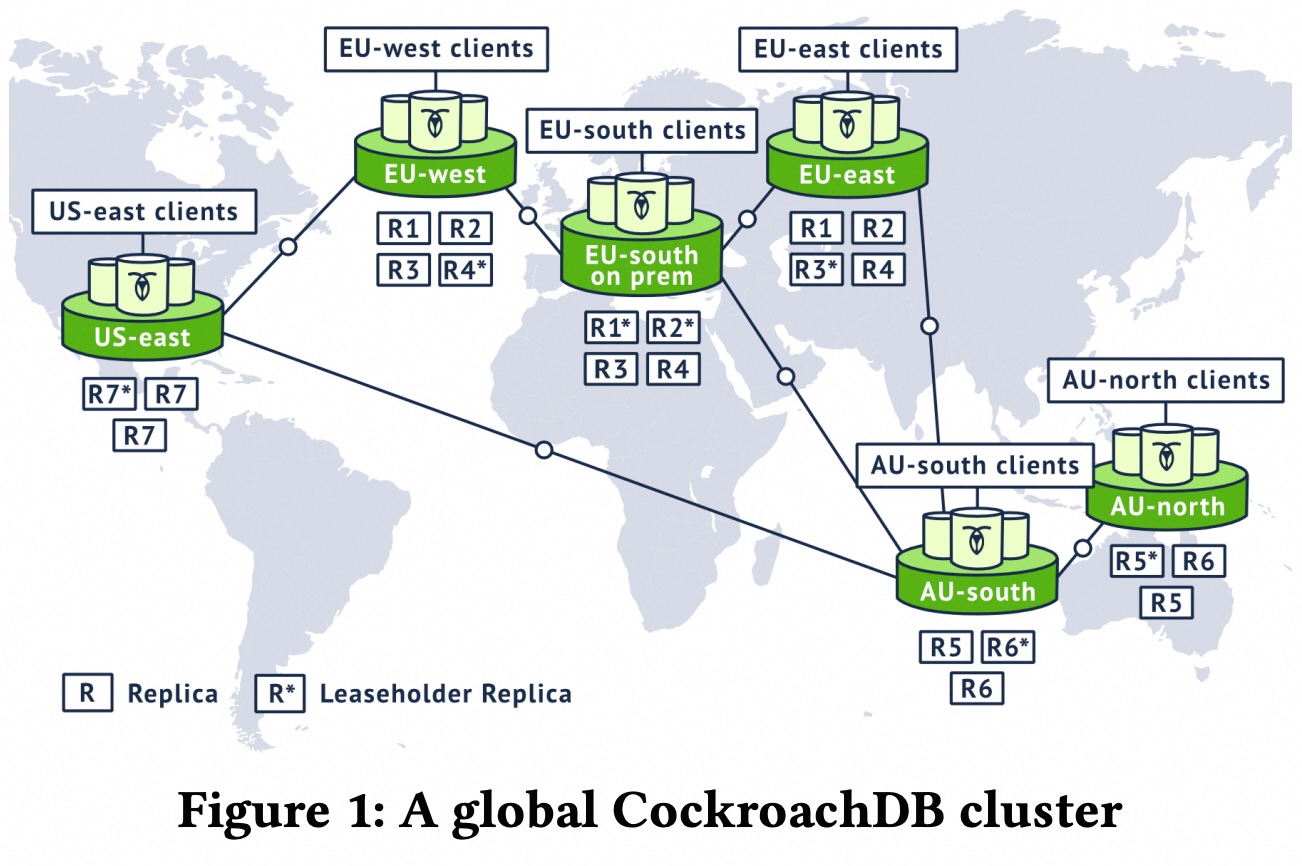 EU-west clients
EU-east clients
EU-south clients
US-east clients
EU-west
R1 R2
R3 R4*
EU-south
on prem
R1* R2*
R3 R4
EU-east
R1 R2
R3* R4
US-east
R7* R7
R7
AU-north clients
AU-south clients
AU-north
R5* R6
R5
AU-south
R5 R6*
R6
R Replica R* Leaseholder Replica
Figure 1: A global CockroachDB cluster